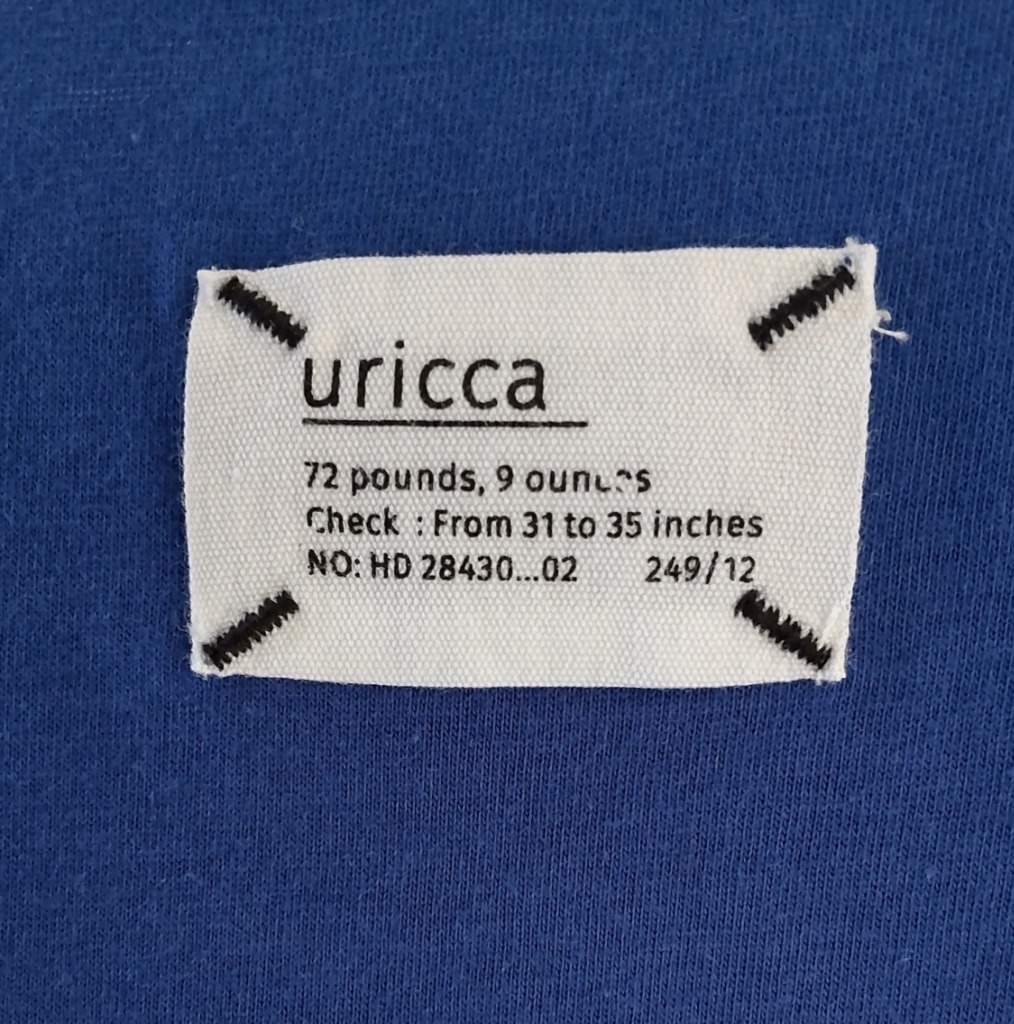 uricca
72 pounds, 9 ounces
Check : From 31 to 35 inches
NO: HD 28430...02 249/12